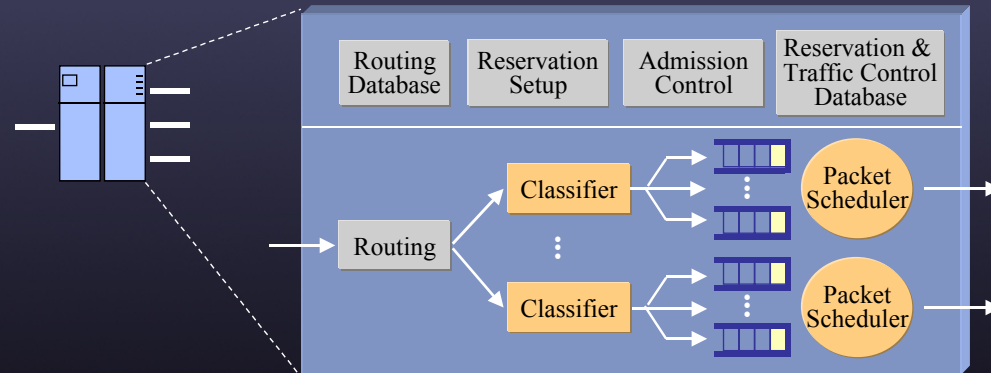 Routing
Database
Reservation
Setup
Admission
Control
Reservation &
Traffic Control
Database
Routing
Classifier
Packet
Scheduler
Classifier
Packet
Scheduler